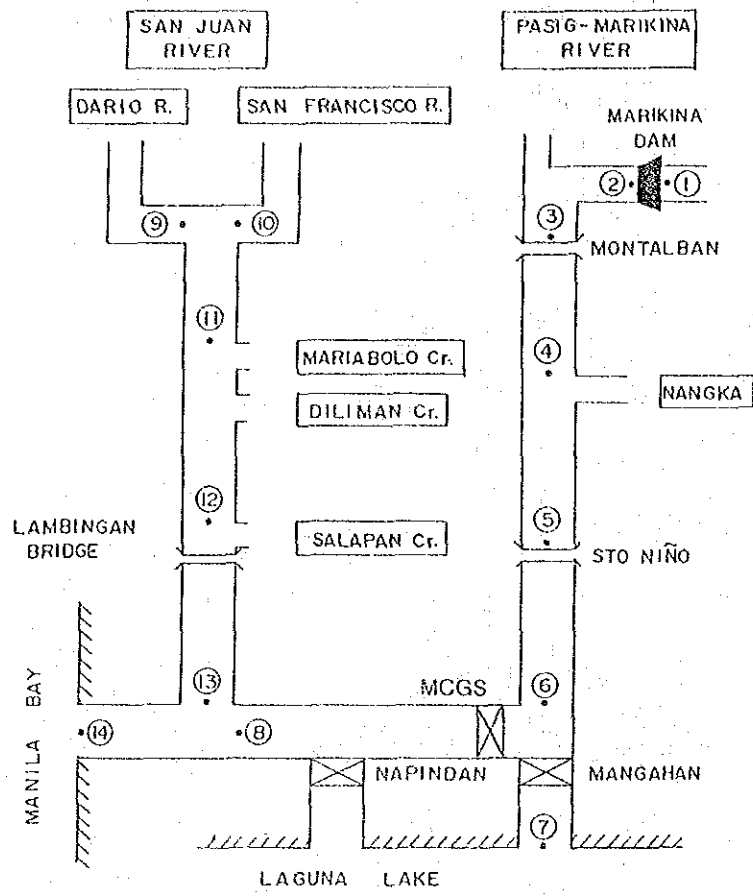 SAN JUAN
RIVER
PASIG-MARIKINA
RIVER
DARIO R.
SAN FRANCISCO R.
MARIKINA
DAM
2
1
3
9
10
MONTALBAN
11
4
MARIABOLO Cr.
NANGKA
DILIMAN Cr.
12
5
LAMBINGAN
BRIDGE
SALAPAN Cr.
STO NIÑO
13
MCGS
6
MANILA BAY
14
8
NAPINDAN
MANGAHAN
7
LAGUNA LAKE